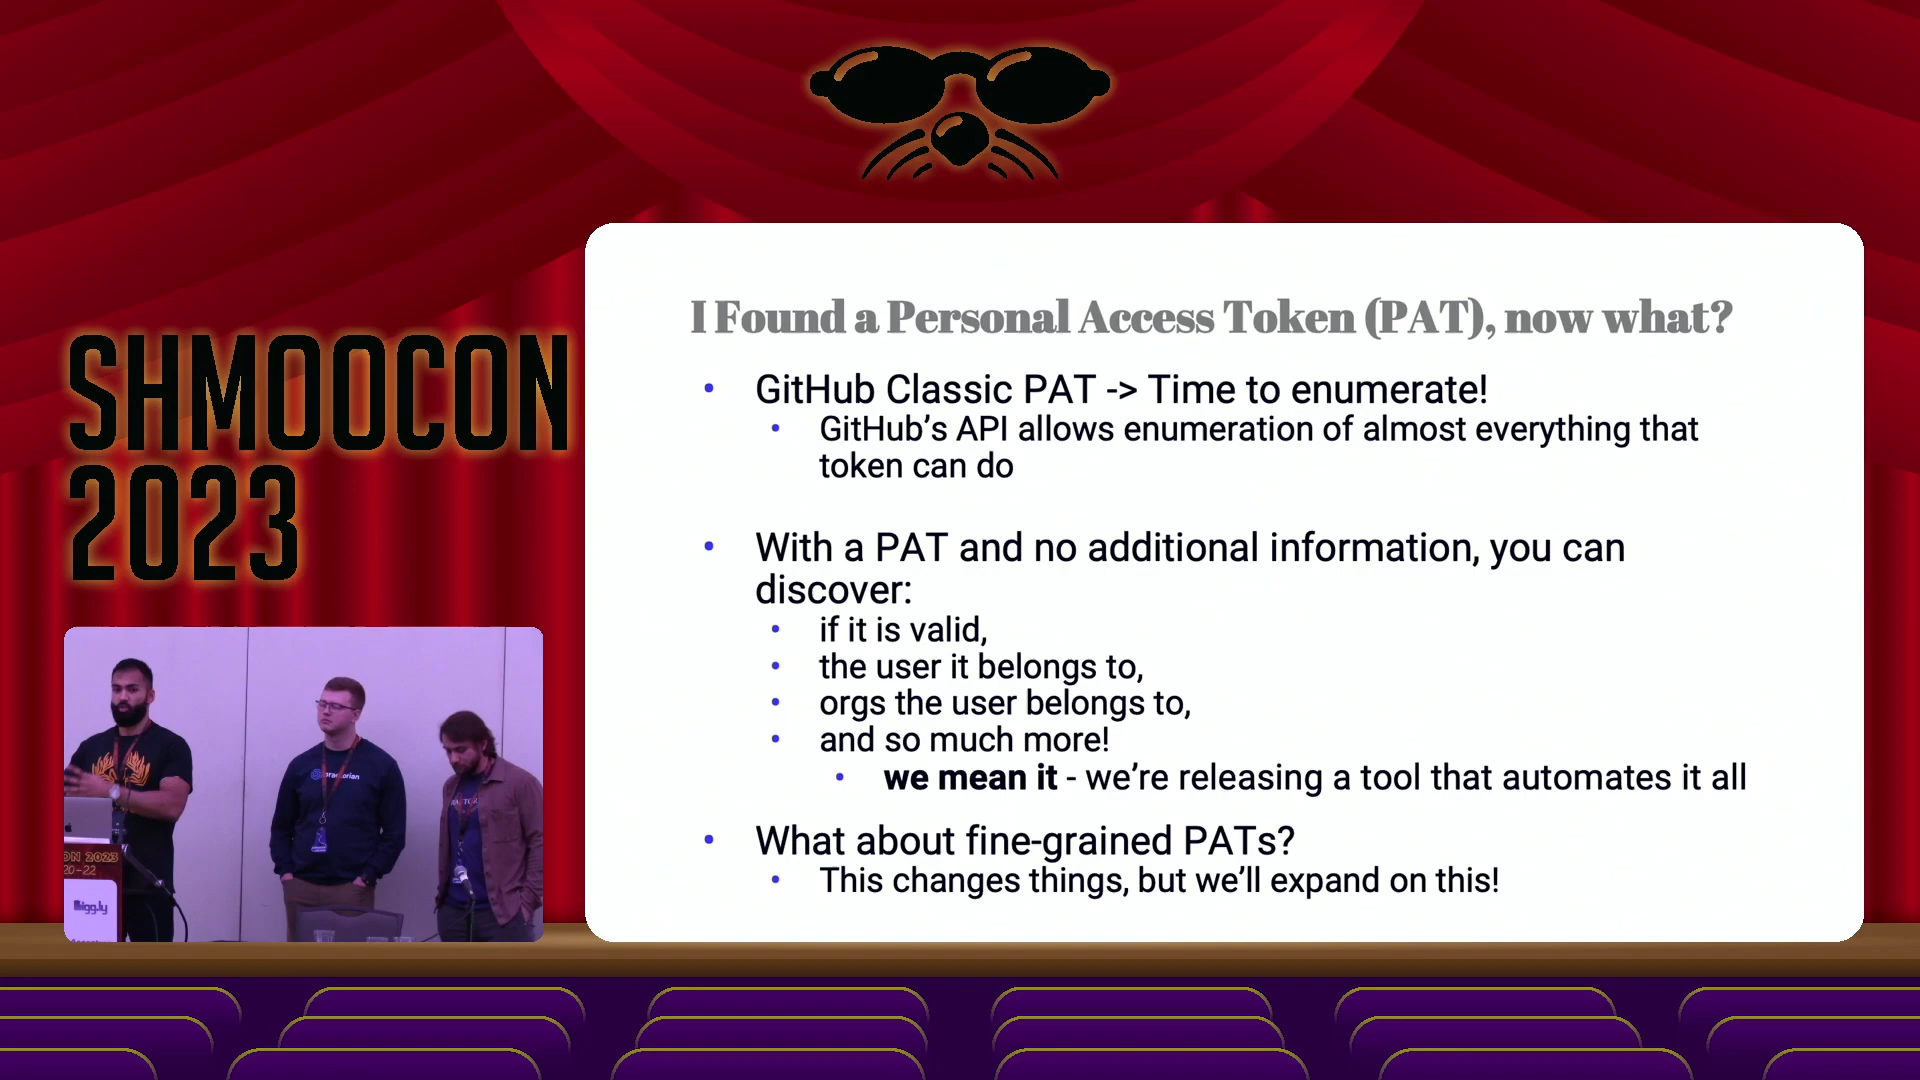 SHMOOCON
2023
I Found a Personal Access Token (PAT), now what?
• GitHub Classic PAT -> Time to enumerate!
• GitHub’s API allows enumeration of almost everything that
token can do
• With a PAT and no additional information, you can
discover:
• if it is valid,
• the user it belongs to,
• orgs the user belongs to,
• and so much more!
• we mean it - we’re releasing a tool that automates it all
• What about fine-grained PATs?
• This changes things, but we’ll expand on this!
ON 2023
20-22